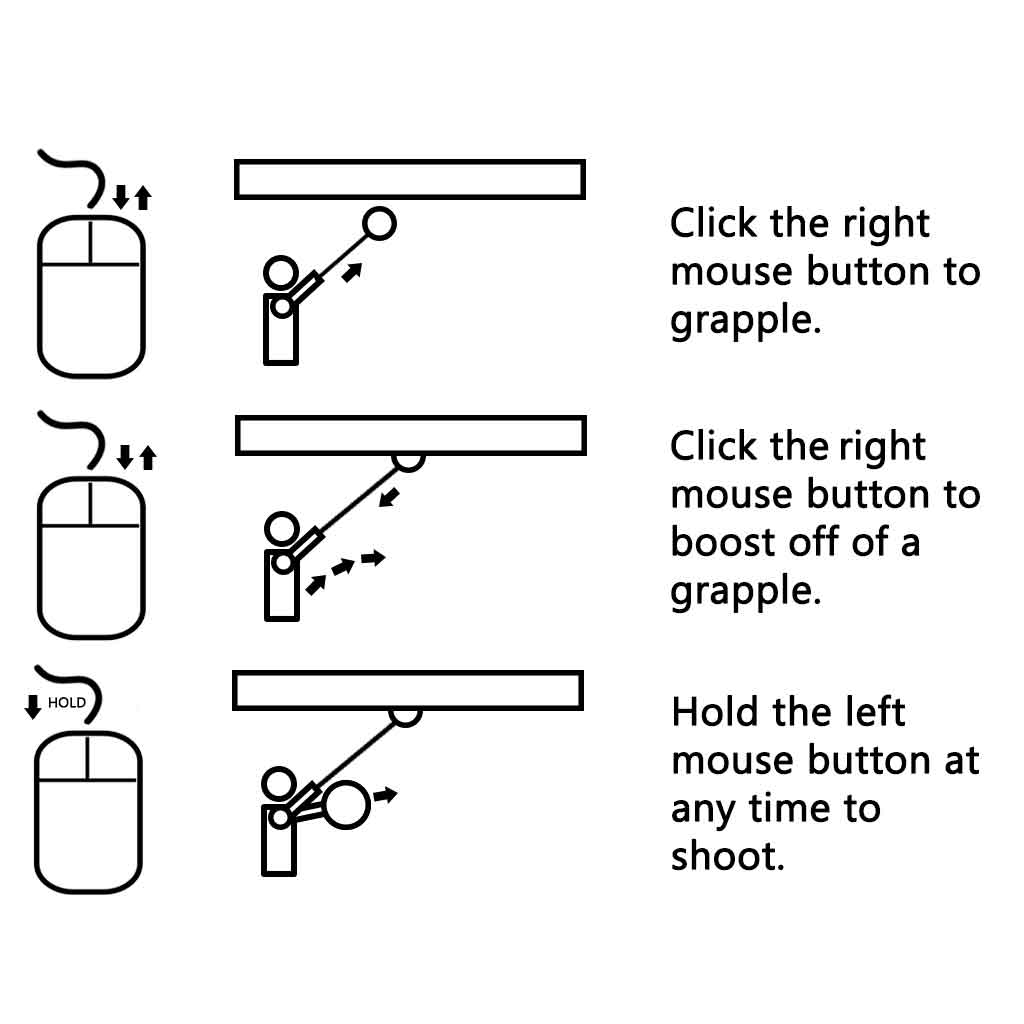 Click the right
mouse button to
grapple.
Click the right
mouse button to
boost off of a
grapple.
HOLD
Hold the left
mouse button at
any time to
shoot.